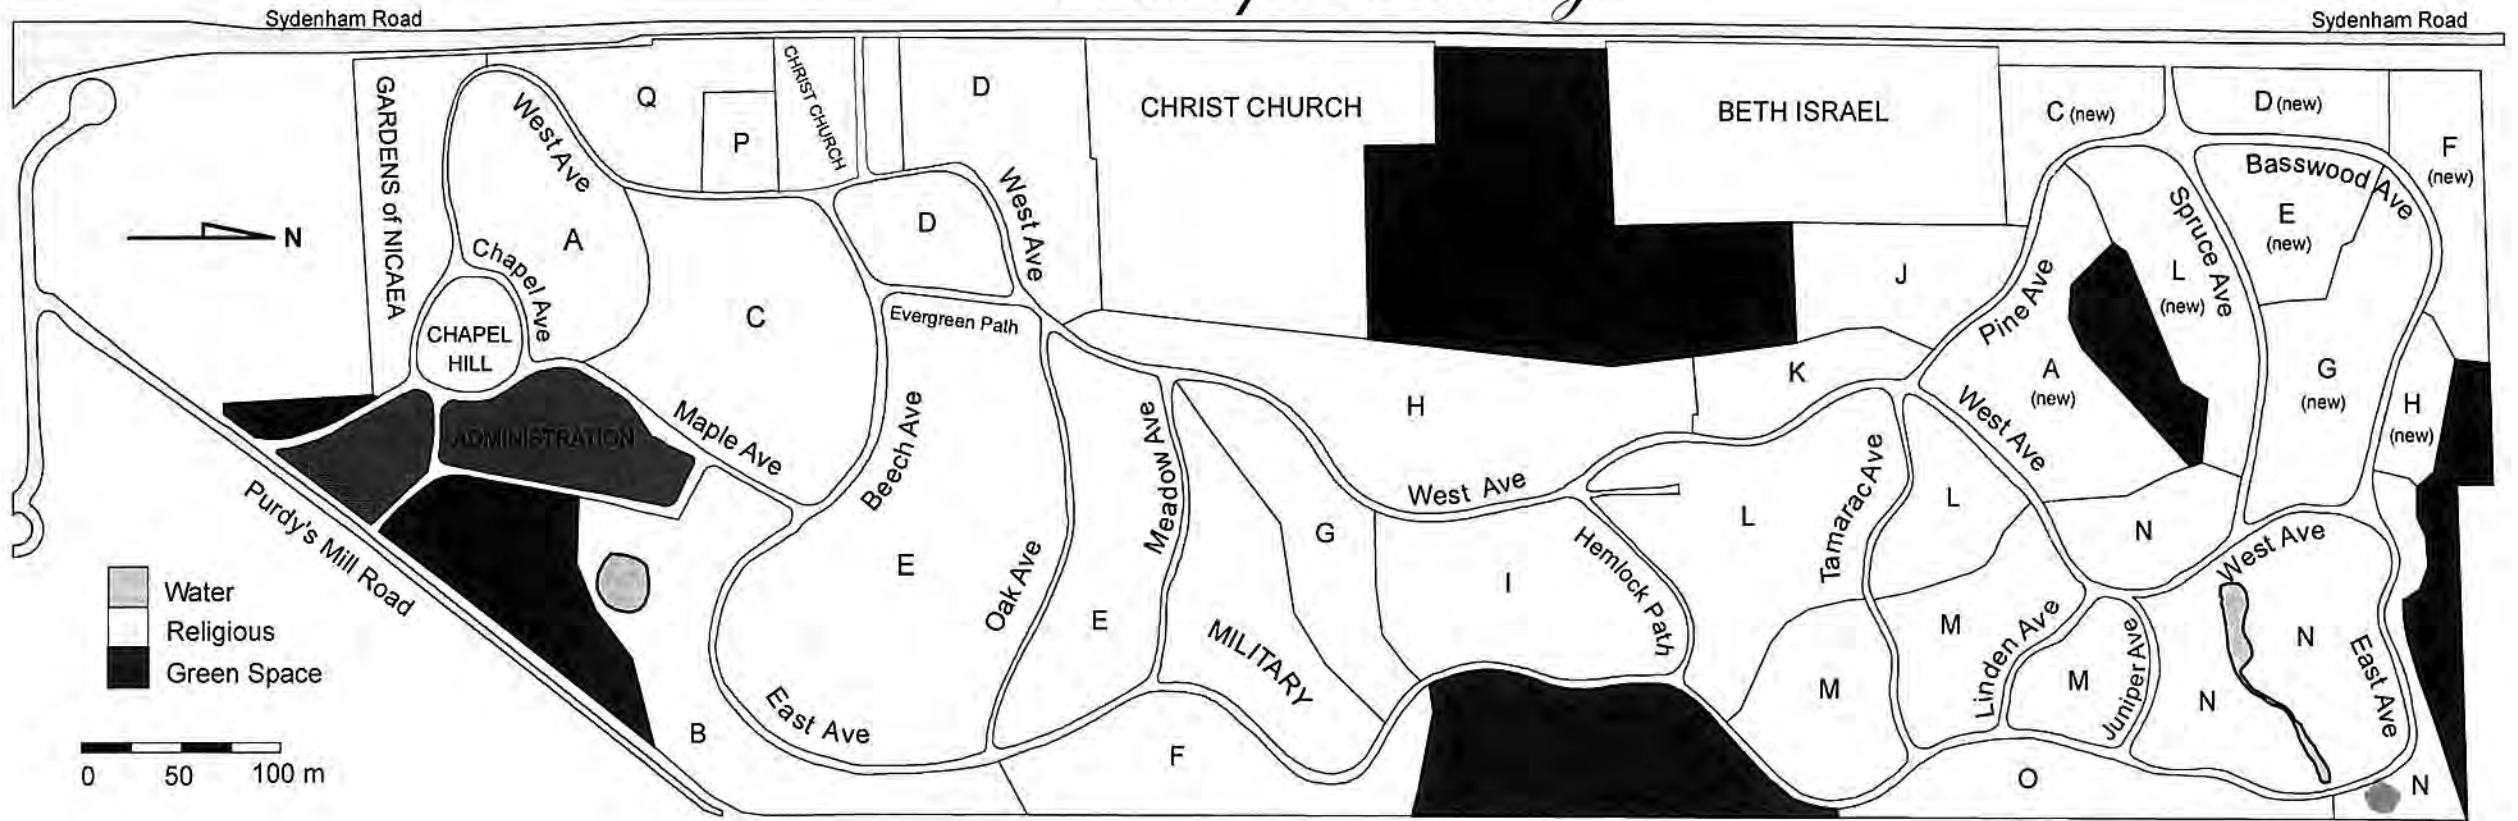 Sydenham Road
Sydenham Road
GARDENS of NICAEA
West Ave
Q
P
CHRIST CHURCH
D
CHRIST CHURCH
BETH ISRAEL
C (new)
D (new)
F
(new)
Basswood Ave
E
(new)
Spruce Ave
L
(new)
N
A
Chapel Ave
D
West Ave
J
Pine Ave
CHAPEL
HILL
C
Evergreen Path
K
A
(new)
G
(new)
H
(new)
H
ADMINISTRATION
Maple Ave
Beech Ave
Meadow Ave
West Ave
West Ave
Tamarac Ave
L
L
N
West Ave
Purdy's Mill Road
E
Oak Ave
E
G
I
Hemlock Path
MILITARY
M
M
Linden Ave
M
Juniper Ave
N
N
East Ave
Water
Religious
Green Space
B
East Ave
F
O
N
0 50 100 m